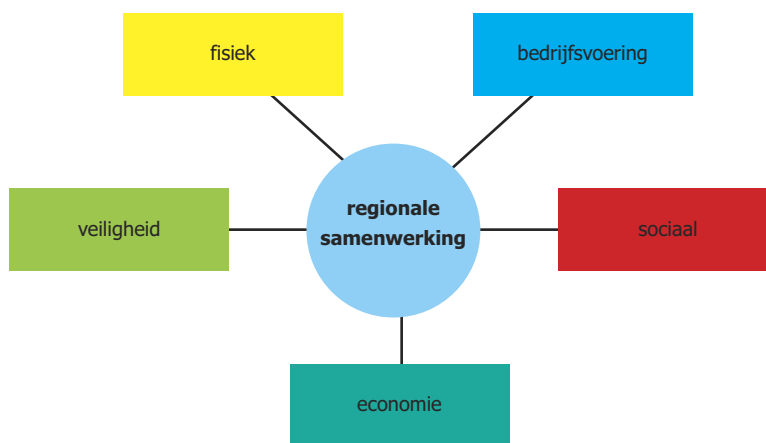 fisiek
bedrijfsvoering
regionale
samenwerking
veiligheid
sociaal
economie